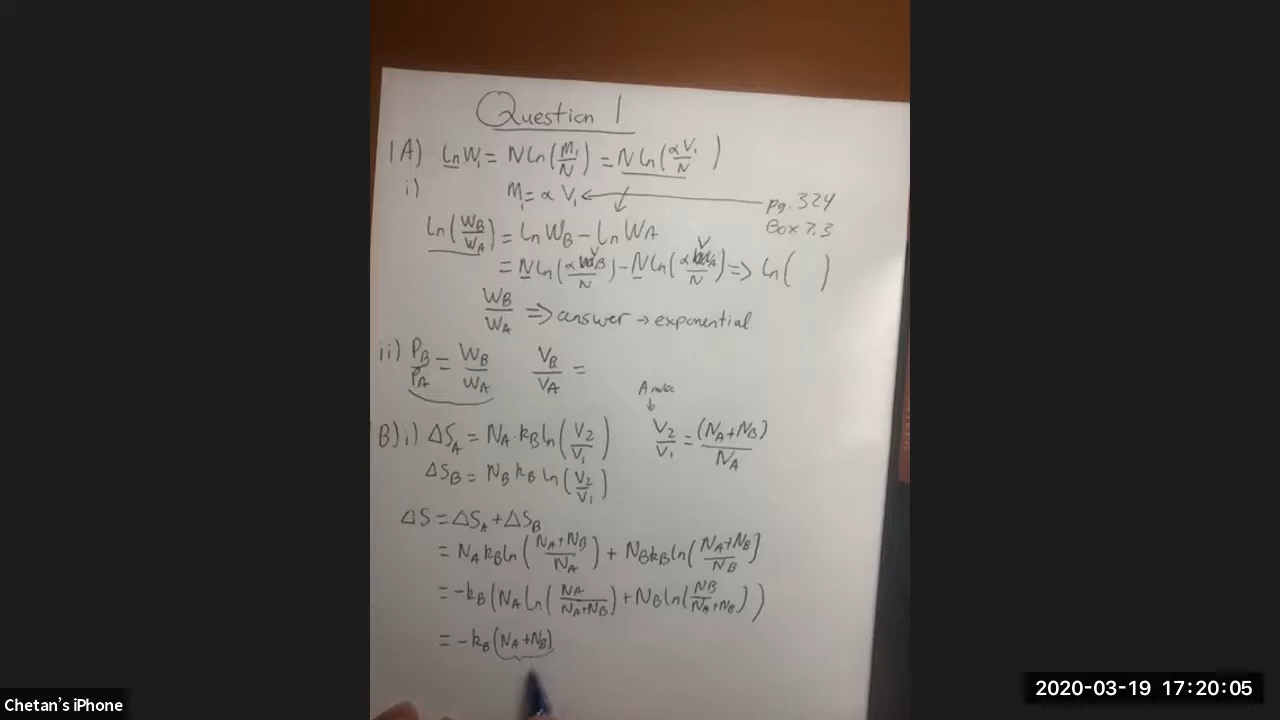 Question 1
1A) ln W₁ = N ln(M₁/N) = N ln(αV₁/N)
i) M₁ = αV₁ ← pg. 324
Box 7.3
ln(W_B/W_A) = ln W_B − ln W_A
= N ln(αV_B/N) − N ln(αV_A/N) ⇒ ln( )
W_B/W_A ⇒ answer → exponential
ii) P_B/P_A = W_B/W_A V_B/V_A =
B) i) ΔS_A = N_A · k_B ln(V₂/V₁) V₂/V₁ = (N_A+N_B)/N_A
ΔS_B = N_B k_B ln(V₂/V₁)
ΔS = ΔS_A + ΔS_B
= N_A k_B ln(N_A+N_B/N_A) + N_B k_B ln(N_A+N_B/N_B)
= −k_B(N_A ln(N_A/N_A+N_B) + N_B ln(N_B/N_A+N_B))
= −k_B(N_A+N_B)
Chetan's iPhone
2020-03-19 17:20:05